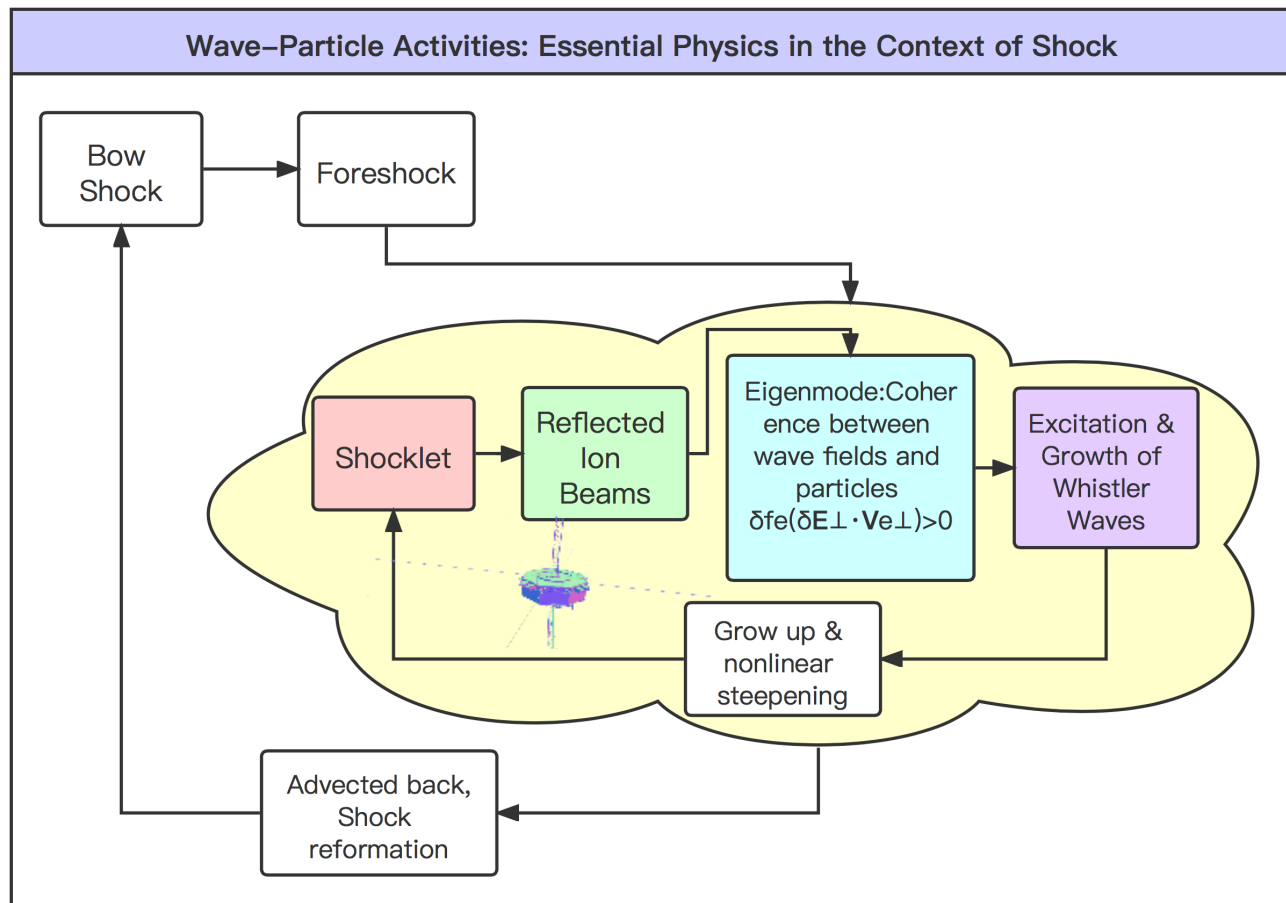 Wave–Particle Activities: Essential Physics in the Context of Shock
Bow
Shock
Foreshock
Shocklet
Reflected
Ion
Beams
Eigenmode:Coher
ence between
wave fields and
particles
δfe(δE⊥·Ve⊥)>0
Excitation &
Growth of
Whistler
Waves
Grow up &
nonlinear
steepening
Advected back,
Shock
reformation